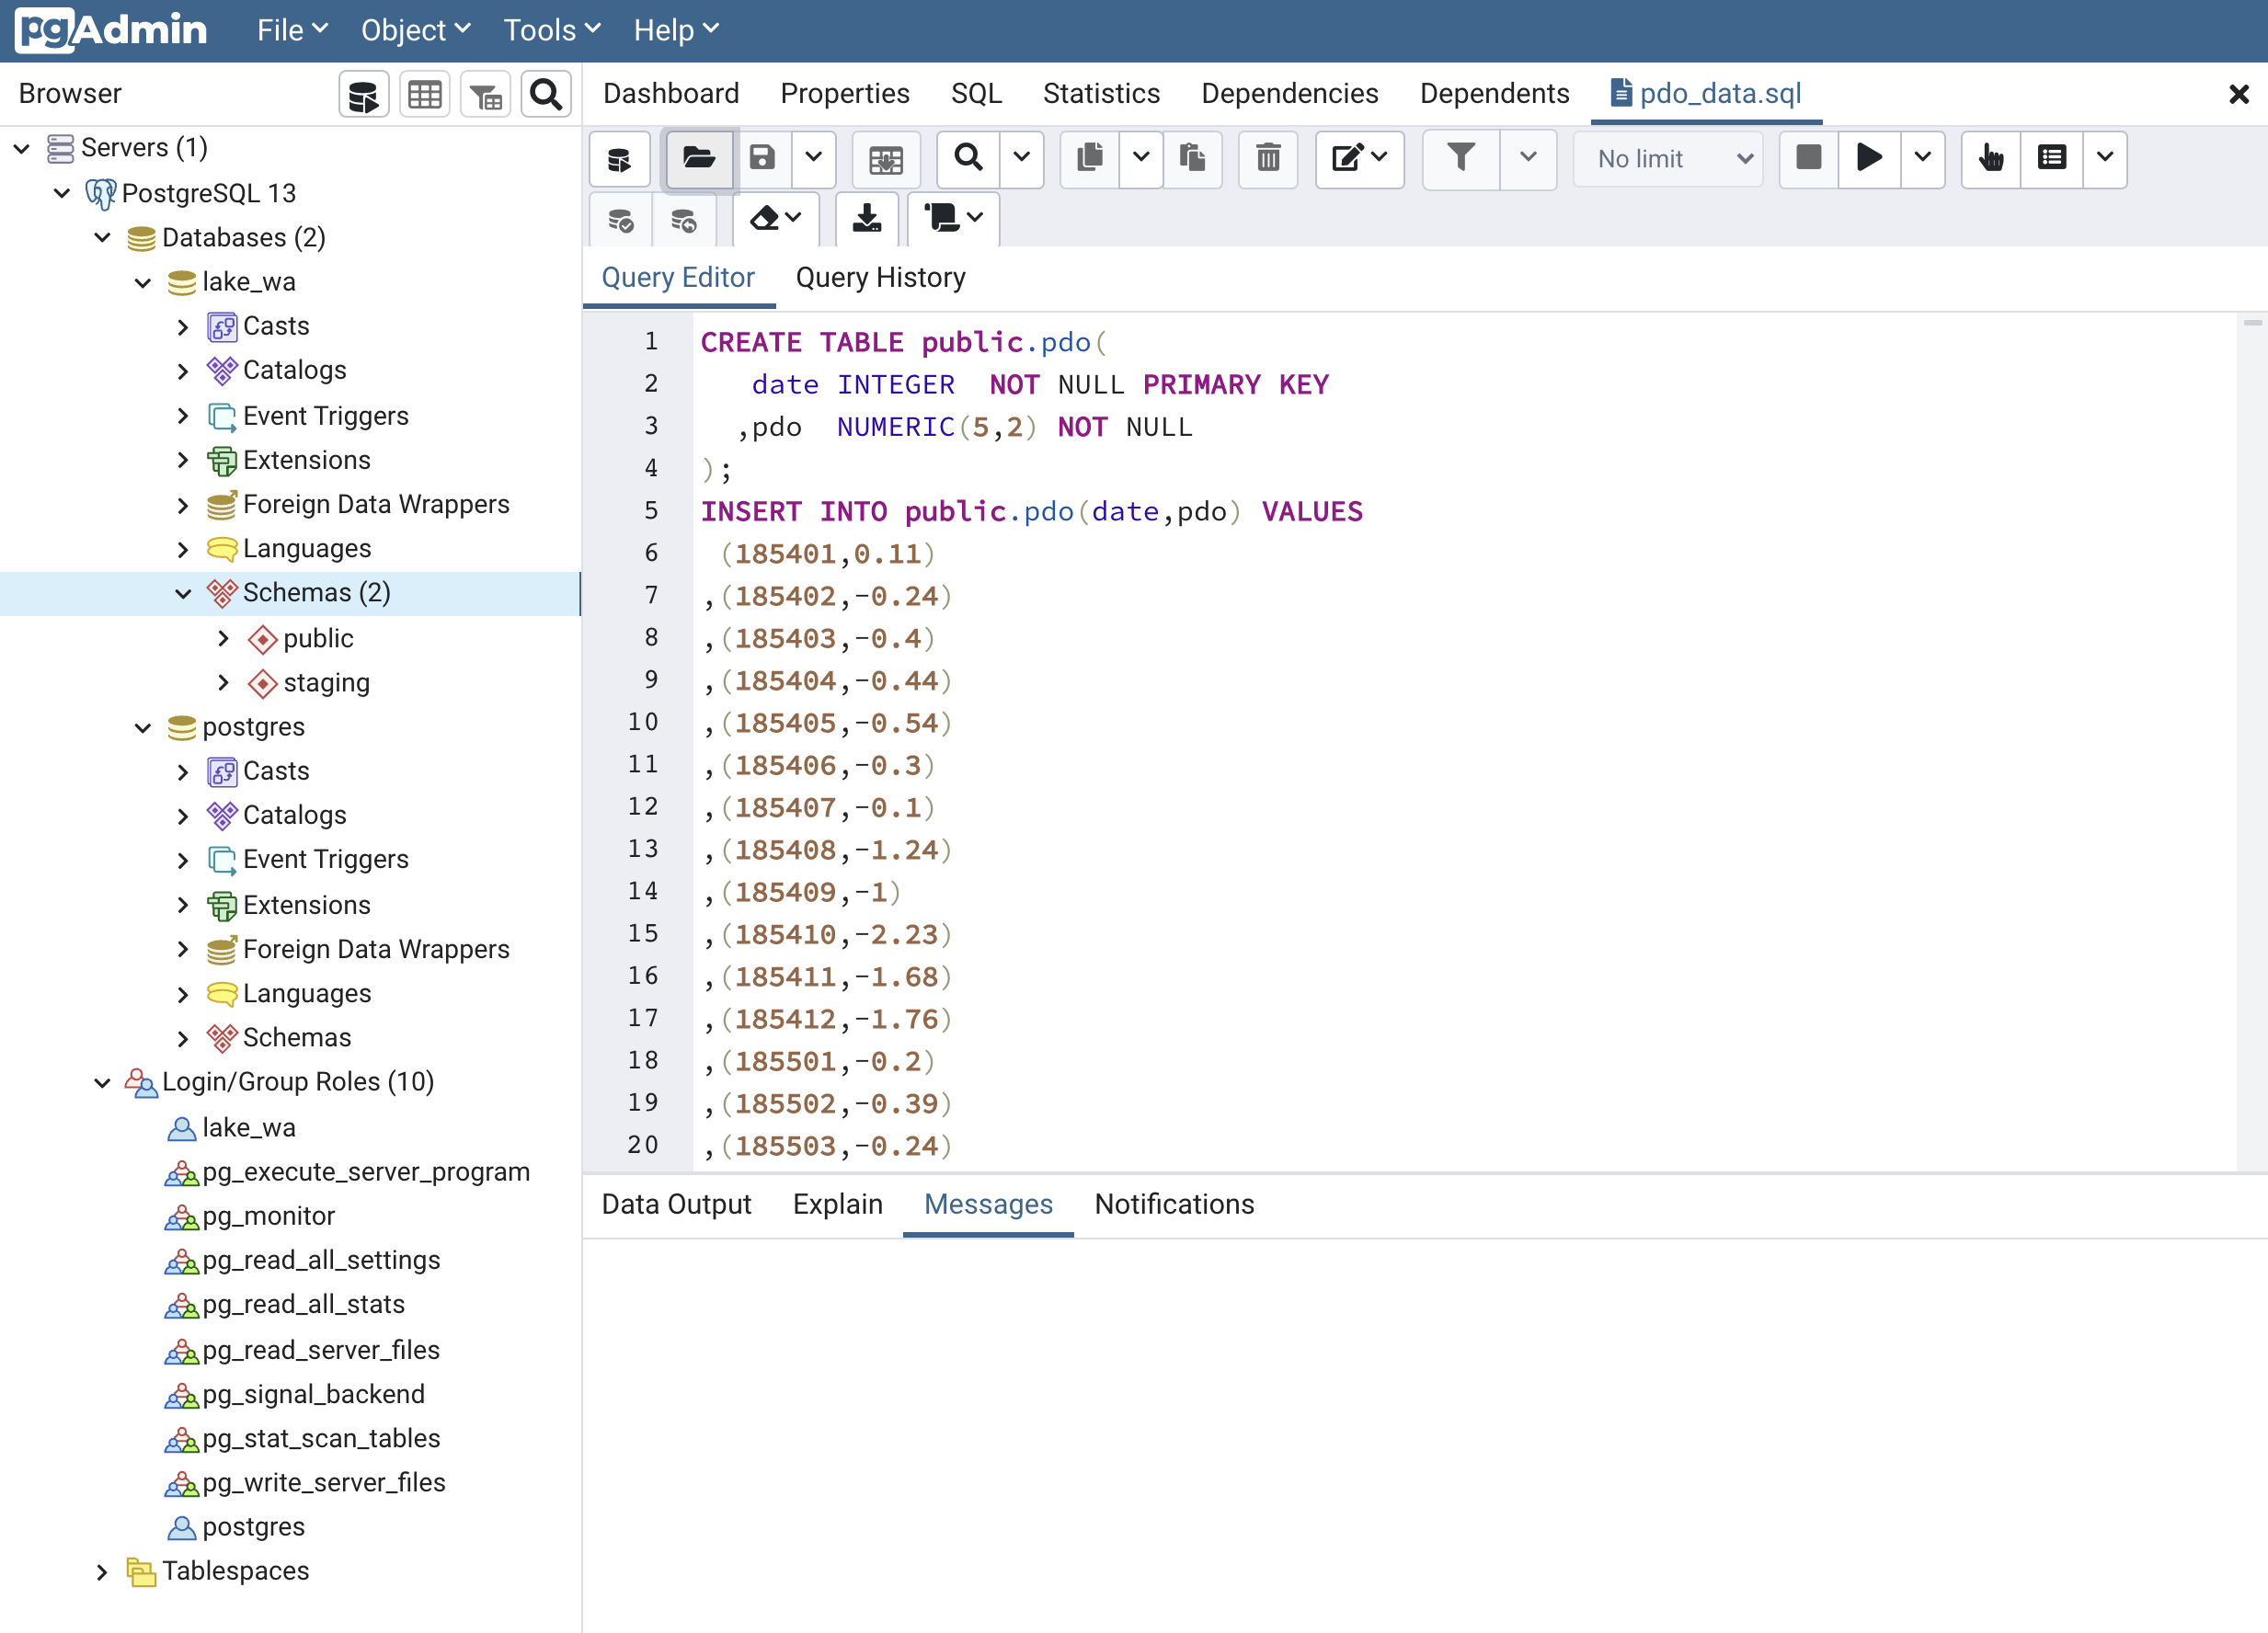 pgAdmin File Object Tools Help
Browser
Dashboard Properties SQL Statistics Dependencies Dependents pdo_data.sql
Servers (1)
PostgreSQL 13
Databases (2)
lake_wa
Casts
Catalogs
Event Triggers
Extensions
Foreign Data Wrappers
Languages
Schemas (2)
public
staging
postgres
Casts
Catalogs
Event Triggers
Extensions
Foreign Data Wrappers
Languages
Schemas
Login/Group Roles (10)
lake_wa
pg_execute_server_program
pg_monitor
pg_read_all_settings
pg_read_all_stats
pg_read_server_files
pg_signal_backend
pg_stat_scan_tables
pg_write_server_files
postgres
Tablespaces
No limit
Query Editor Query History
1 CREATE TABLE public.pdo(
2 date INTEGER NOT NULL PRIMARY KEY
3 ,pdo NUMERIC(5,2) NOT NULL
4 );
5 INSERT INTO public.pdo(date,pdo) VALUES
6 (185401,0.11)
7 ,(185402,-0.24)
8 ,(185403,-0.4)
9 ,(185404,-0.44)
10 ,(185405,-0.54)
11 ,(185406,-0.3)
12 ,(185407,-0.1)
13 ,(185408,-1.24)
14 ,(185409,-1)
15 ,(185410,-2.23)
16 ,(185411,-1.68)
17 ,(185412,-1.76)
18 ,(185501,-0.2)
19 ,(185502,-0.39)
20 ,(185503,-0.24)
Data Output Explain Messages Notifications